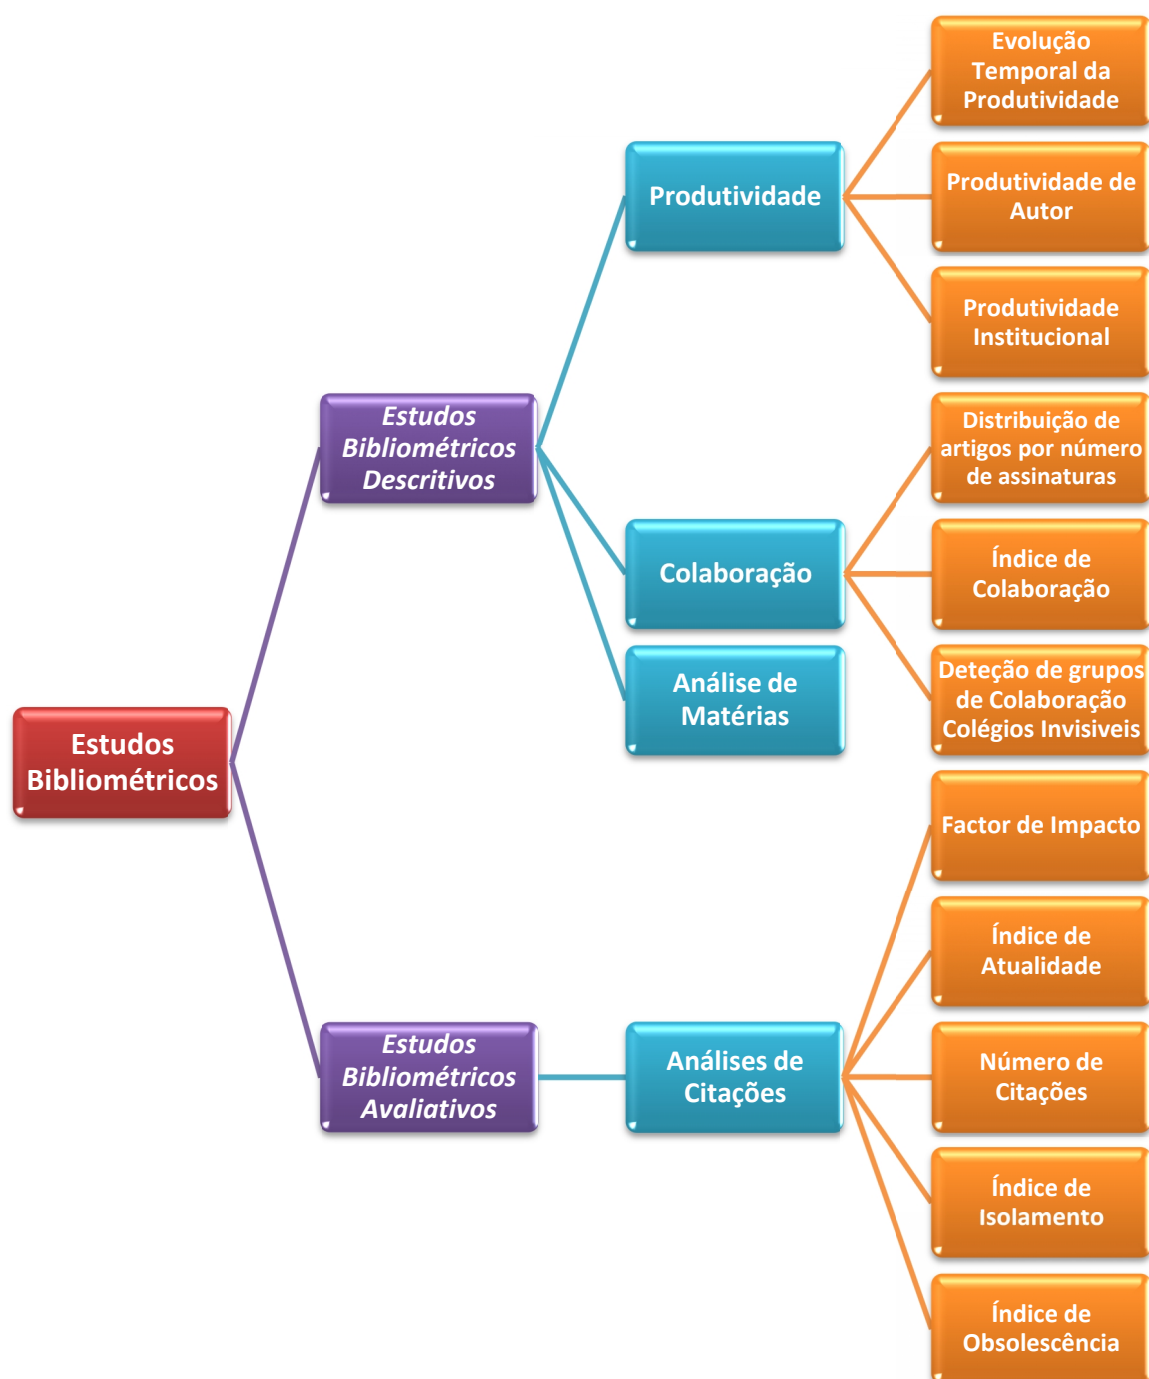 Estudos
Bibliométricos
Estudos
Bibliométricos
Descritivos
Produtividade
Evolução
Temporal da
Produtividade
Produtividade de
Autor
Produtividade
Institucional
Colaboração
Distribuição de
artigos por número
de assinaturas
Índice de
Colaboração
Deteção de grupos
de Colaboração
Colégios Invisiveis
Análise de
Matérias
Estudos
Bibliométricos
Avaliativos
Análises de
Citações
Factor de Impacto
Índice de
Atualidade
Número de
Citações
Índice de
Isolamento
Índice de
Obsolescência